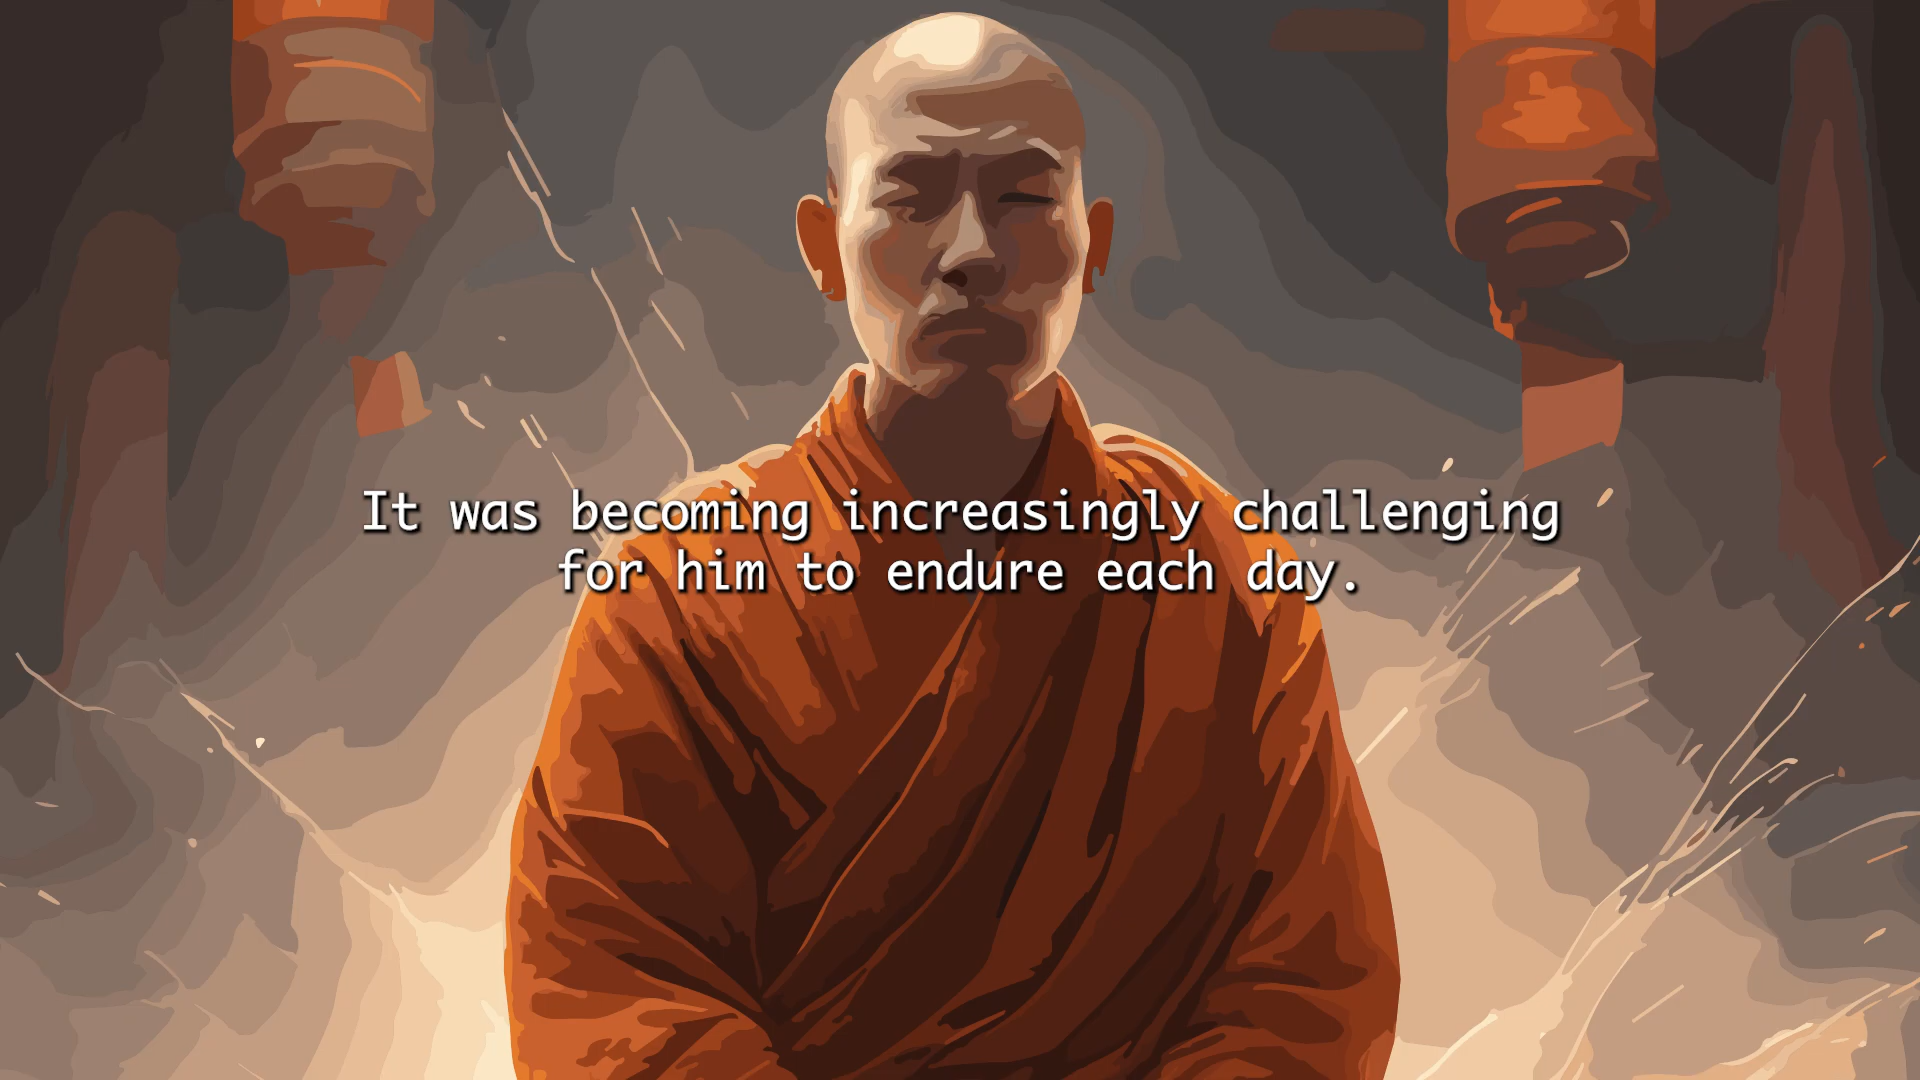 It was becoming increasingly challenging
for him to endure each day.